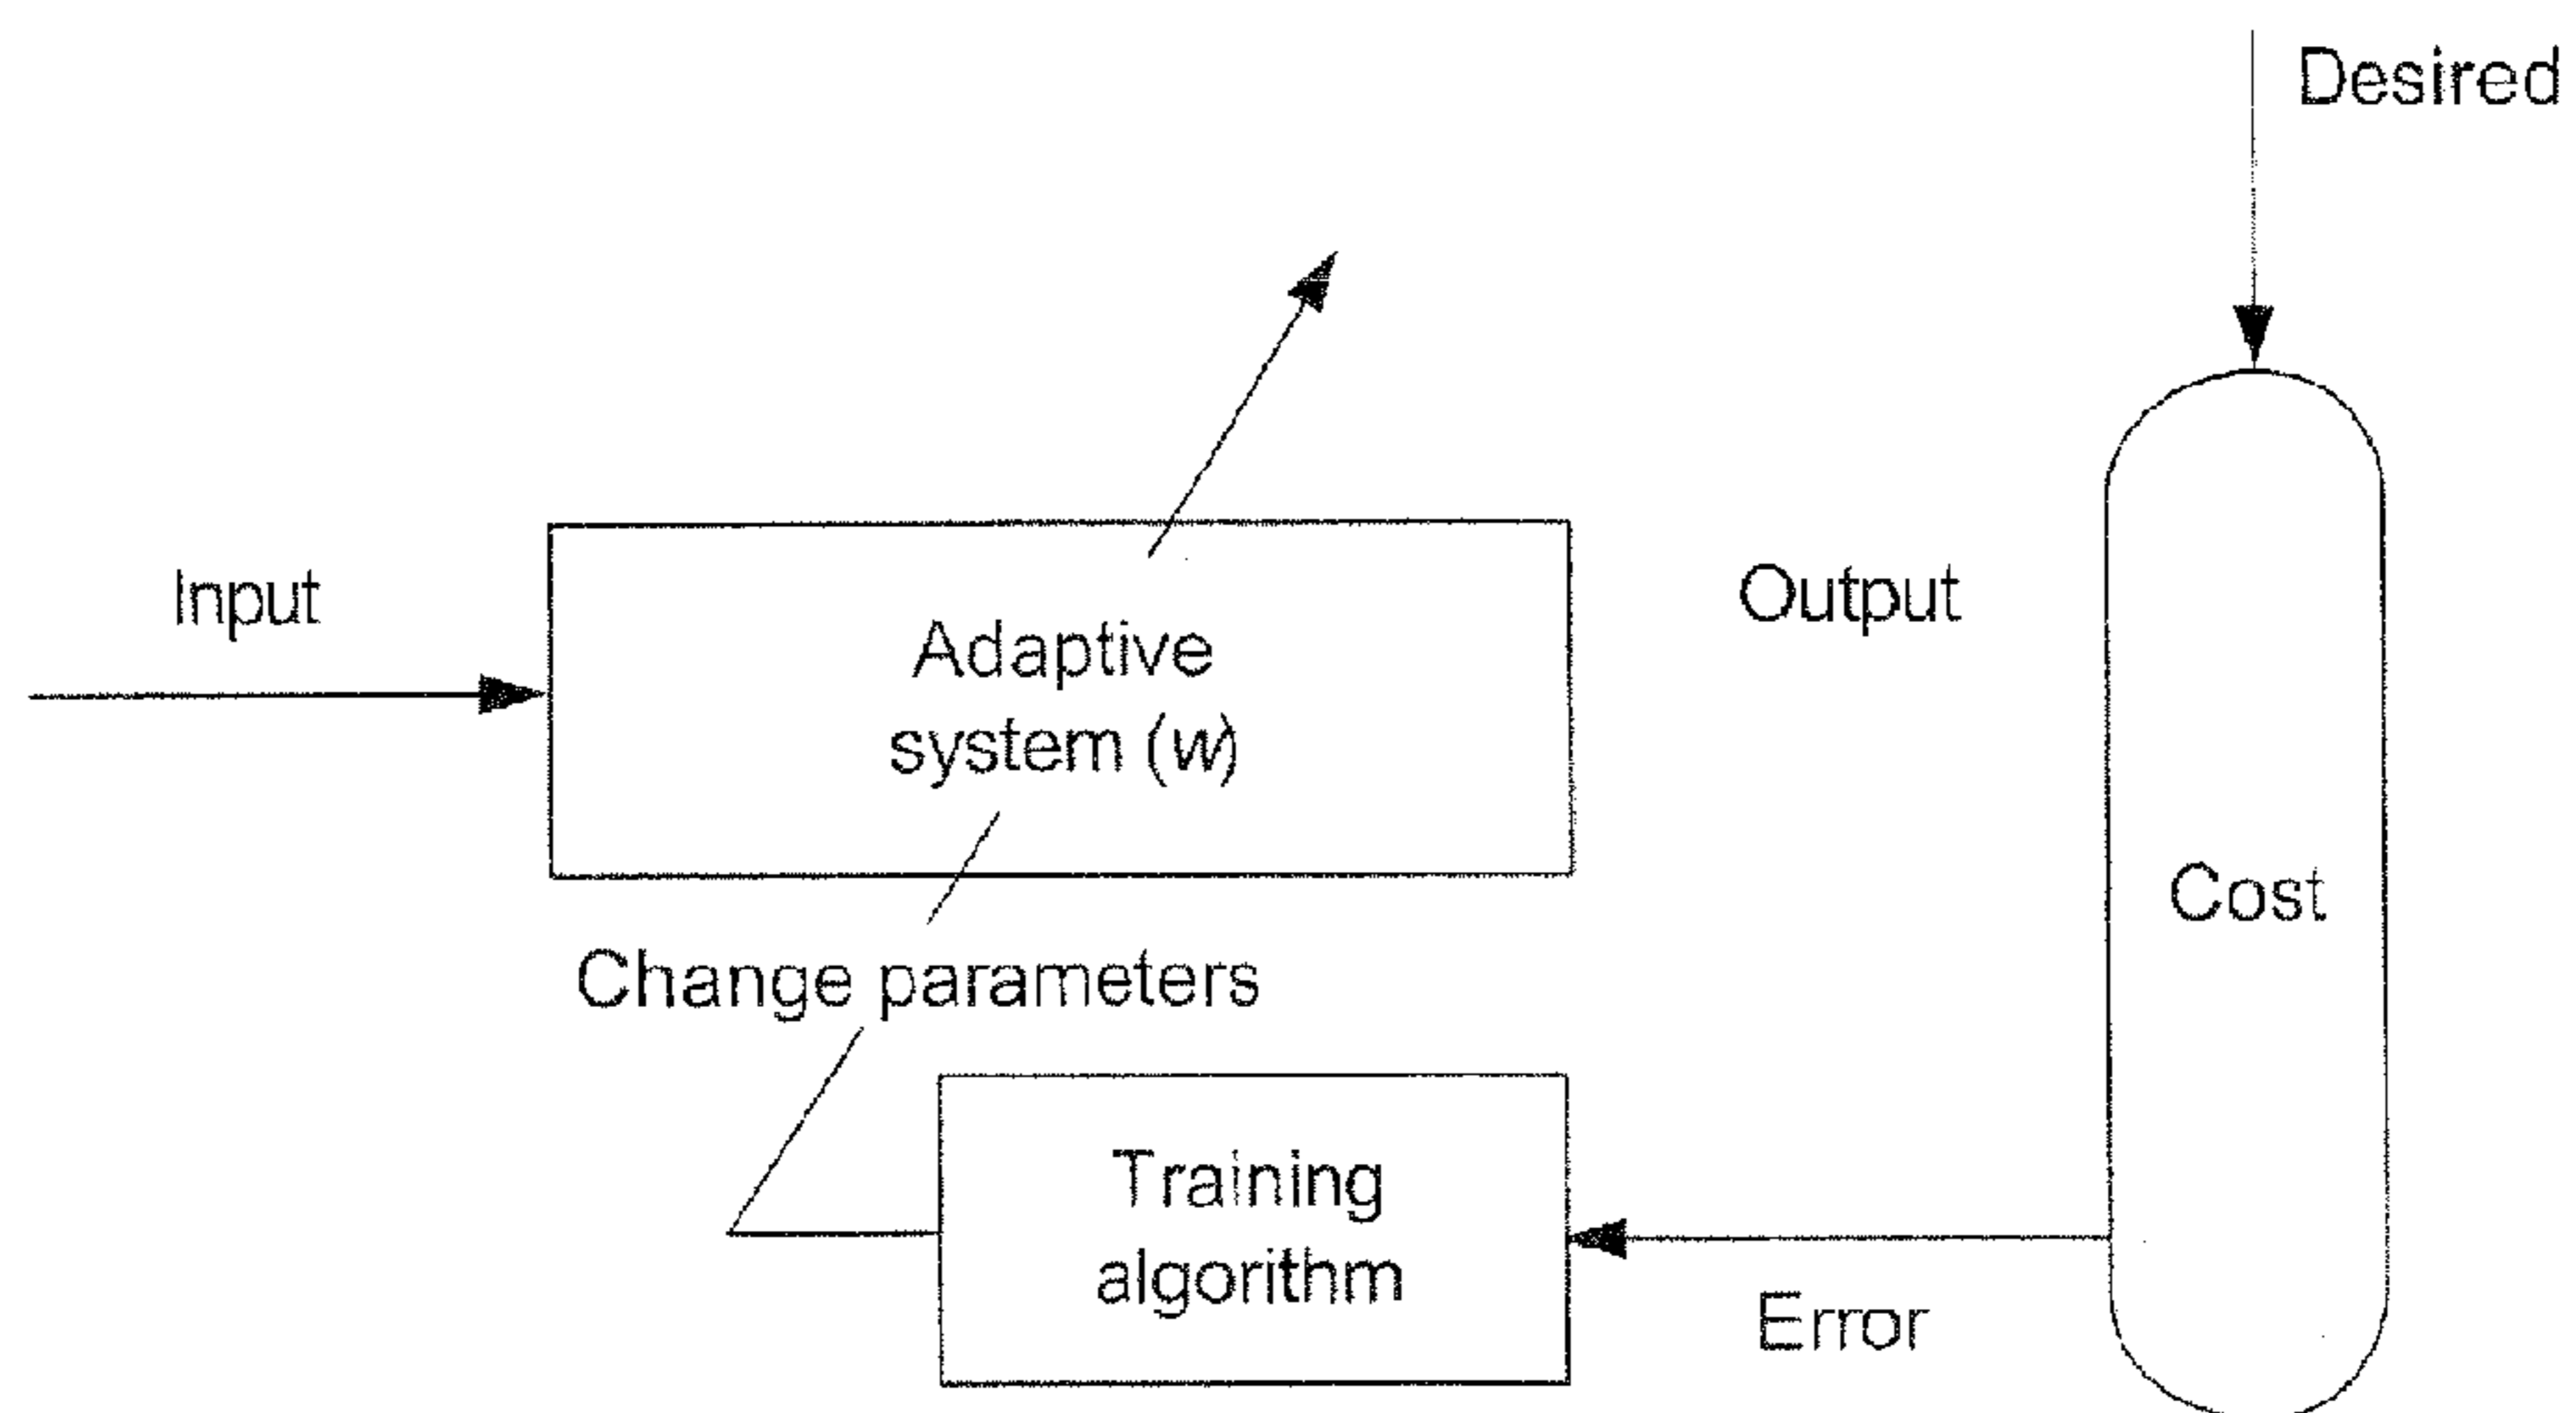 Desired
Input
Adaptive
system (w)
Output
Cost
Change parameters
Training
algorithm
Error